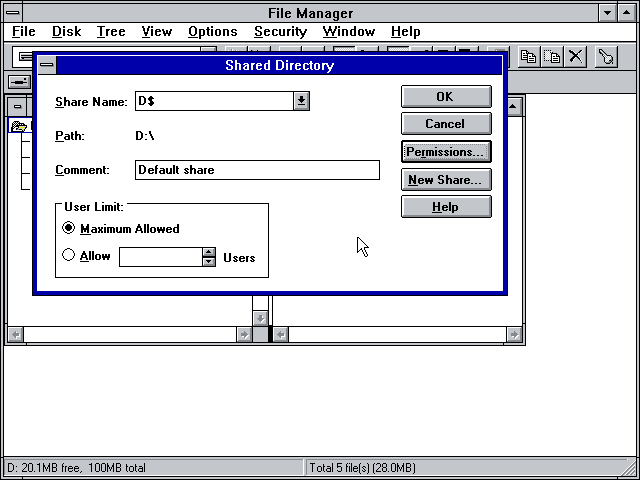 File Manager
File Disk Tree View Options Security Window Help
Shared Directory
Share Name: D$
OK
Path: D:\
Cancel
Permissions...
Comment: Default share
New Share...
Help
User Limit:
Maximum Allowed
Allow Users
D: 20.1MB free, 100MB total
Total 5 file(s) (28.0MB)